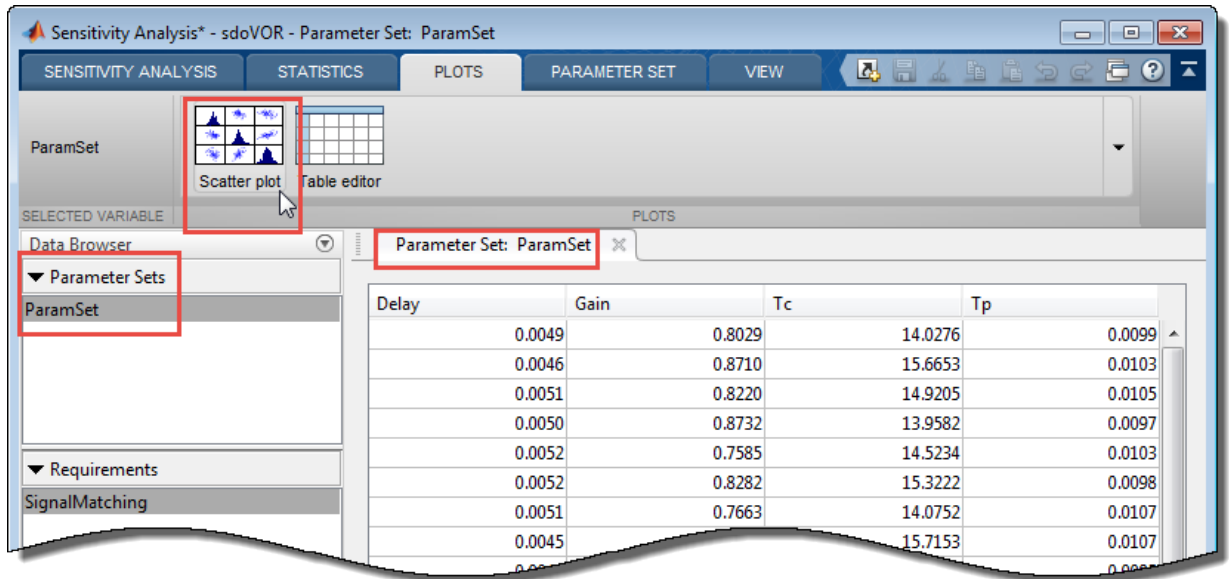 Sensitivity Analysis* - sdoVOR - Parameter Set: ParamSet
SENSITIVITY ANALYSIS STATISTICS PLOTS PARAMETER SET VIEW
ParamSet
Scatter plot Table editor
SELECTED VARIABLE PLOTS
Data Browser
Parameter Set: ParamSet
Parameter Sets
ParamSet
Requirements
SignalMatching
Delay Gain Tc Tp
0.0049 0.8029 14.0276 0.0099
0.0046 0.8710 15.6653 0.0103
0.0051 0.8220 14.9205 0.0105
0.0050 0.8732 13.9582 0.0097
0.0052 0.7585 14.5234 0.0103
0.0052 0.8282 15.3222 0.0098
0.0051 0.7663 14.0752 0.0107
0.0045 15.7153 0.0107